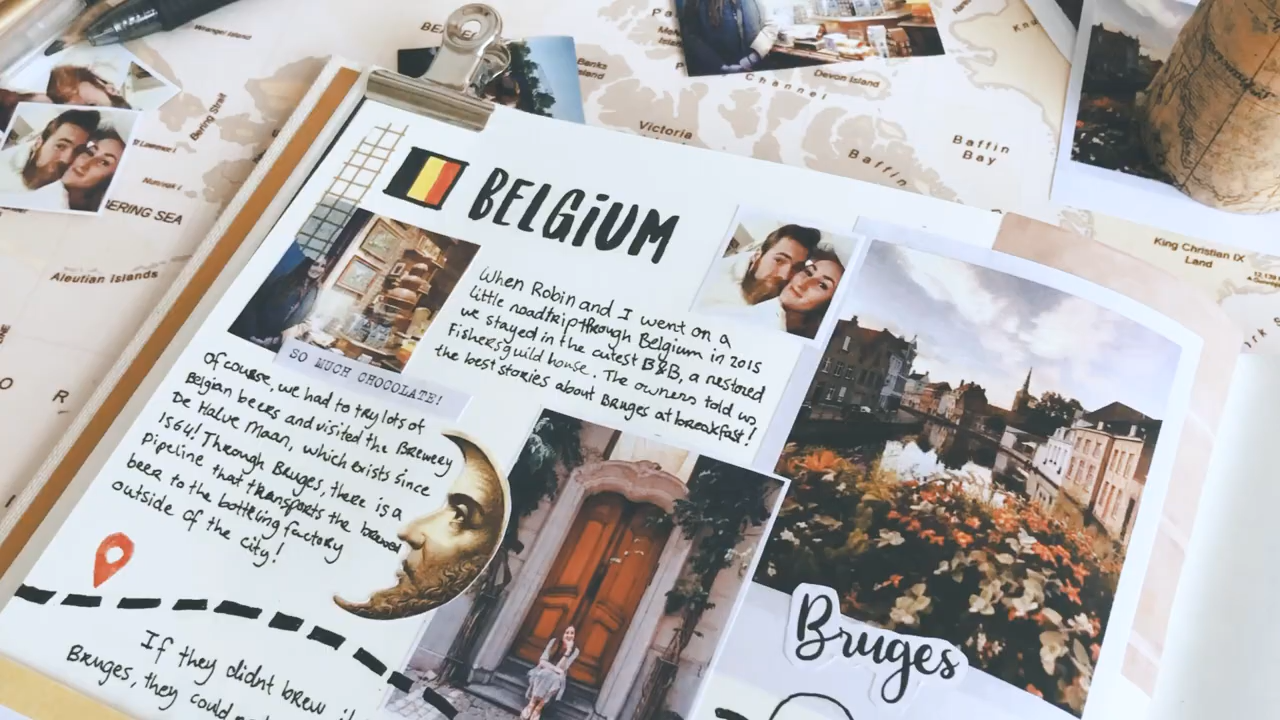 BELGiUM
When Robin and I went on a
little roadtrip through Belgium in 2015
we stayed in the cutest B&B, a restored
Fishersguild house. The owners told us
the best stories about Bruges at breakfast!
SO MUCH CHOCOLATE!
of course, we had to try lots of
Belgian beers and visited the Brewery
De Halve Maan, which exists since
1564! Through Bruges, there is a
pipeline that transports the brewed
beer to the bottling factory
outside of the city!
If they didnt brew
Bruges, they could
Bruges
Wrangel Island
Bering Strait
St Lawrence I
Nunivak I
BERING SEA
Aleutian Islands
Banks
Island
Victoria
Channel
Devon Island
Baffin
Baffin
Bay
King Christian IX
Land